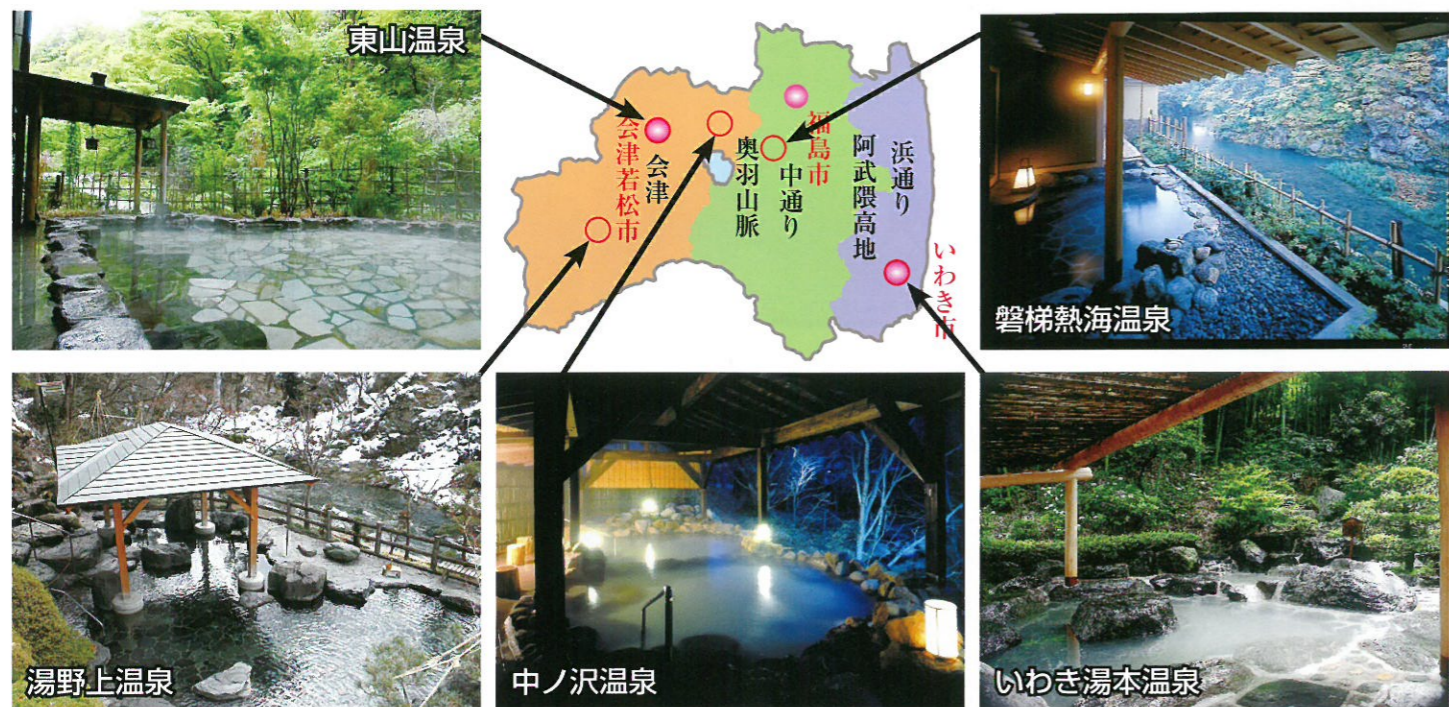 東山温泉
会津若松市
会津
奥羽山脈
中通り
福島市
阿武隈高地
浜通り
いわき市
磐梯熱海温泉
湯野上温泉
中ノ沢温泉
いわき湯本温泉